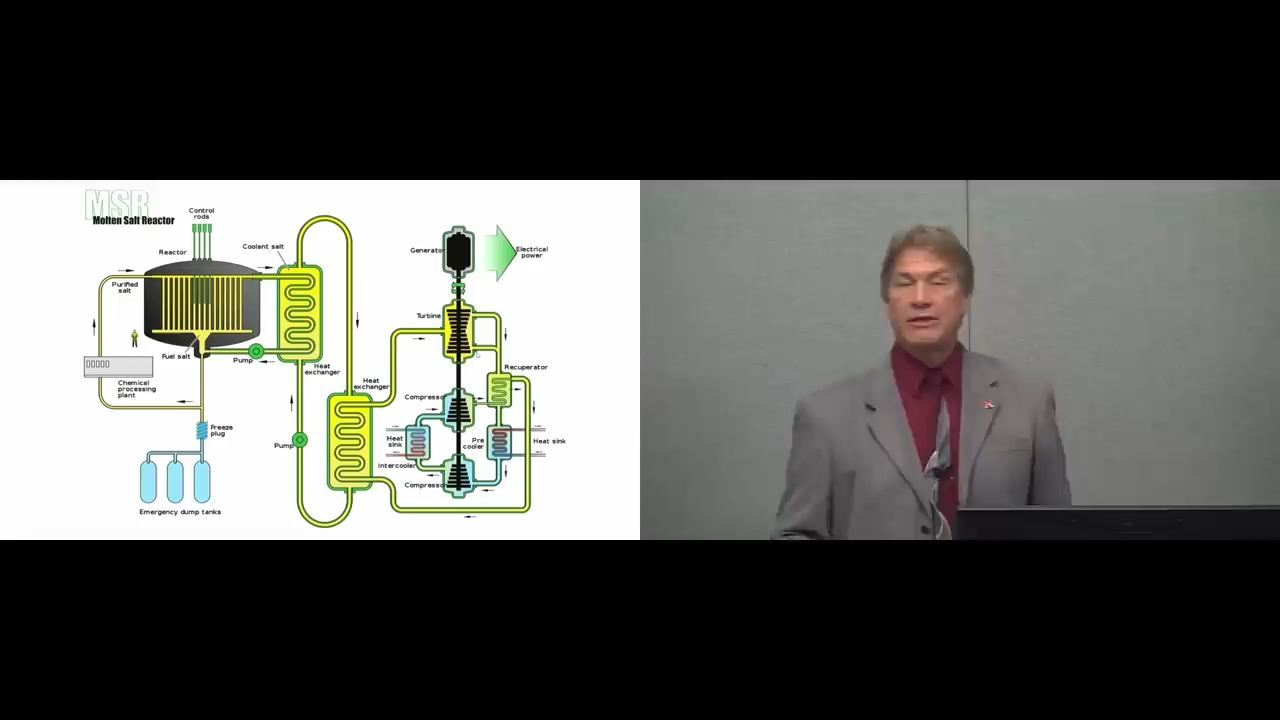 MSR
Molten Salt Reactor
Control
rods
Reactor
Coolant salt
Purified
salt
Fuel salt
Pump
Heat
exchanger
Chemical
processing
plant
Freeze
plug
Emergency dump tanks
Pump
Heat
exchanger
Generator
Electrical
power
Turbine
Recuperator
Compressor
Heat
sink
Pre
cooler
Heat sink
Intercooler
Compressor